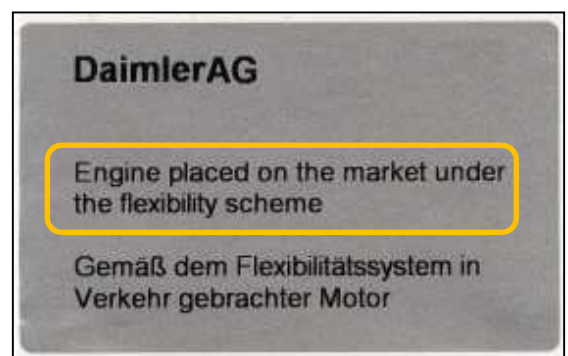 DaimlerAG
Engine placed on the market under
the flexibility scheme
Gemäß dem Flexibilitätssystem in
Verkehr gebrachter Motor